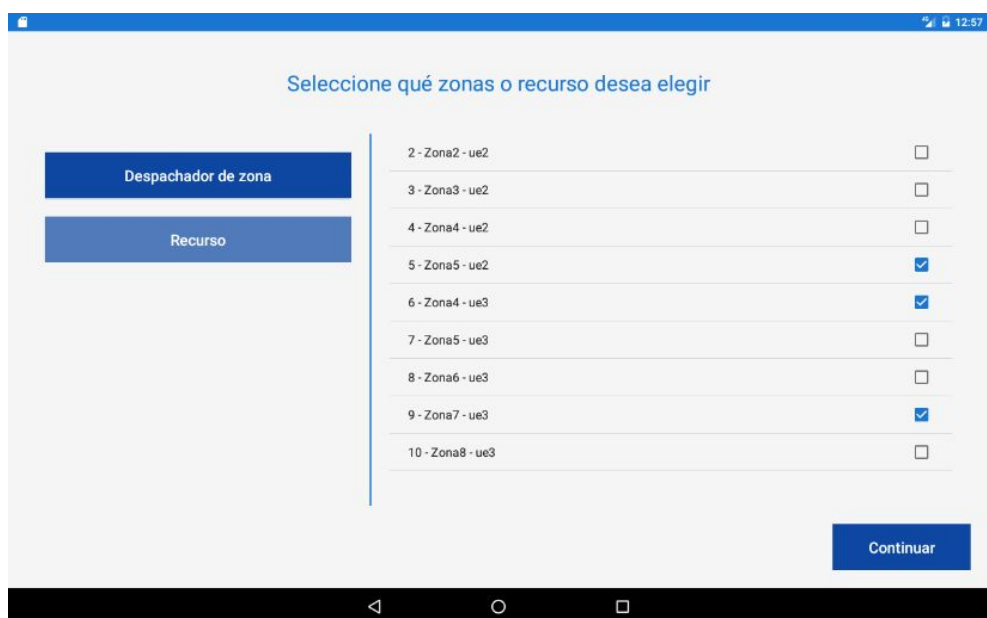 12:57
Seleccione qué zonas o recurso desea elegir
Despachador de zona
Recurso
2 - Zona2 - ue2
3 - Zona3 - ue2
4 - Zona4 - ue2
5 - Zona5 - ue2
6 - Zona4 - ue3
7 - Zona5 - ue3
8 - Zona6 - ue3
9 - Zona7 - ue3
10 - Zona8 - ue3
Continuar